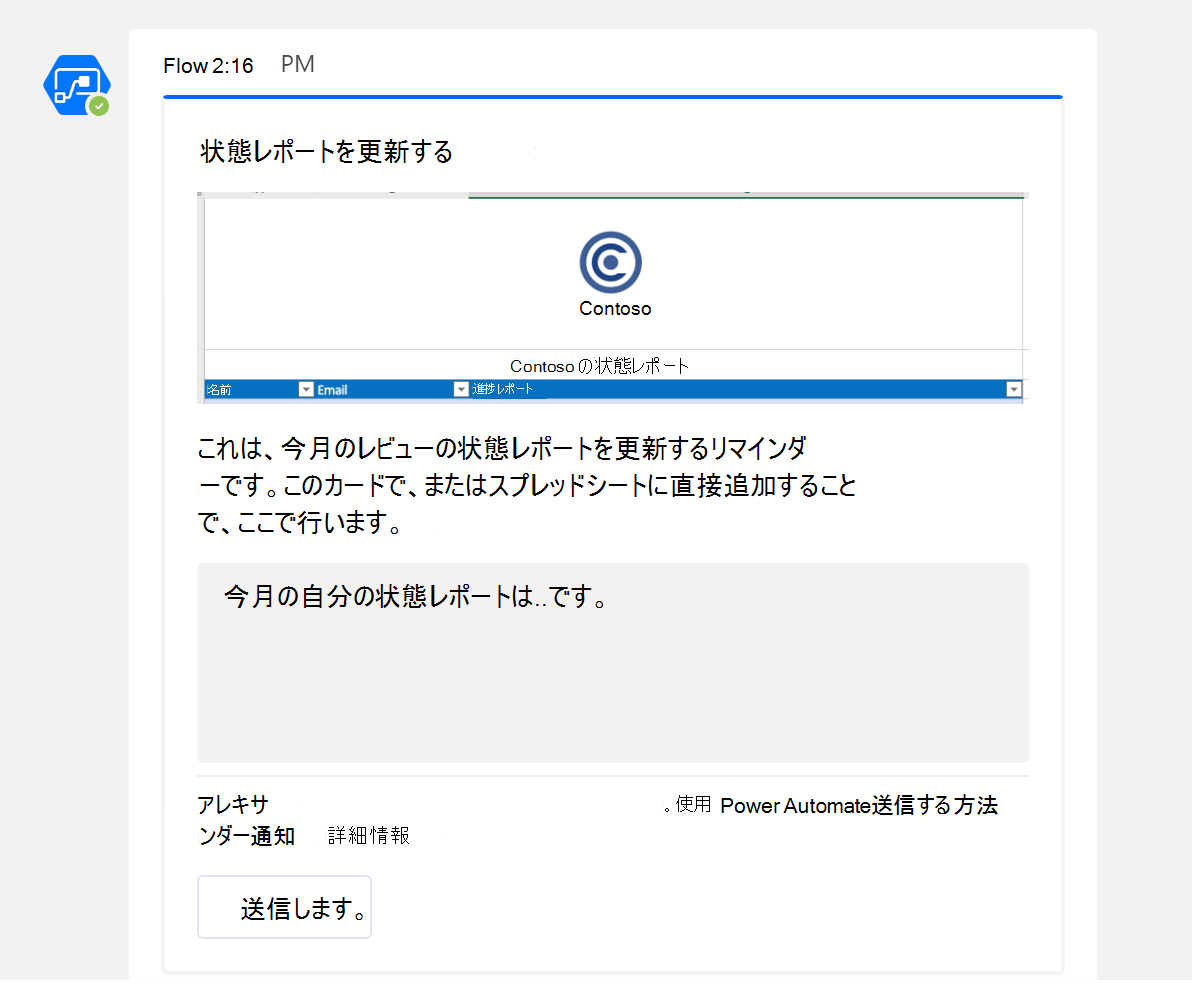 Flow 2:16 PM
状態レポートを更新する
Contoso
Contosoの状態レポート
名前 Email 進捗レポート
これは、今月のレビューの状態レポートを更新するリマインダ
ーです。このカードで、またはスプレッドシートに直接追加すること
で、ここで行います。
今月の自分の状態レポートは..です。
アレキサ 。使用 Power Automate送信する方法
ンダー通知 詳細情報
送信します。